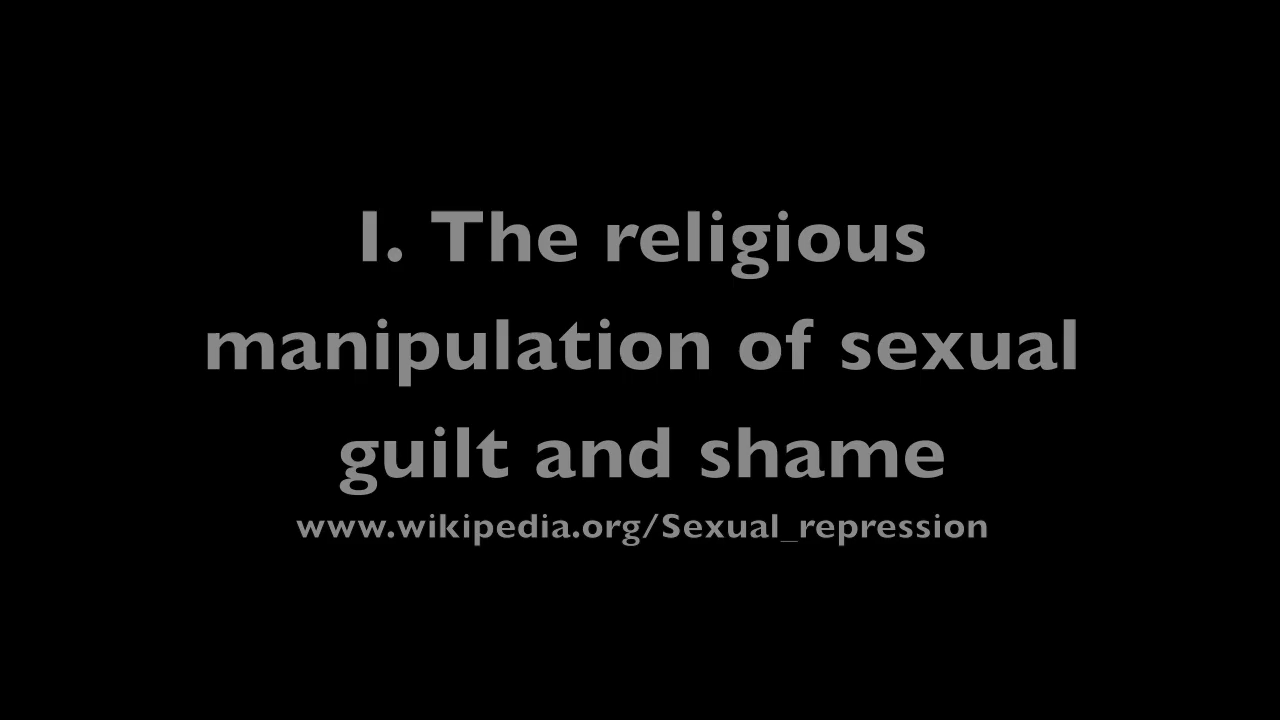 I. The religious
manipulation of sexual
guilt and shame
www.wikipedia.org/Sexual_repression